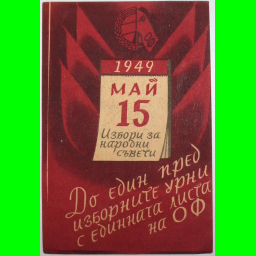 1949
МАЙ
15
Избори за
народни
съвети
До един пред
изборните урни
с единната листа
на ОФ